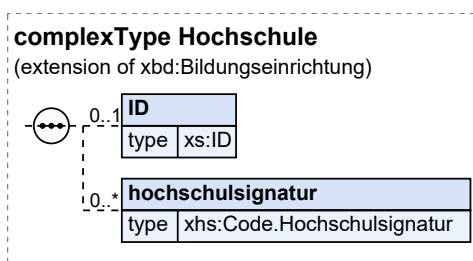 complexType Hochschule
(extension of xbd:Bildungseinrichtung)
0..1 ID
type xs:ID
0..* hochschulsignatur
type xhs:Code.Hochschulsignatur